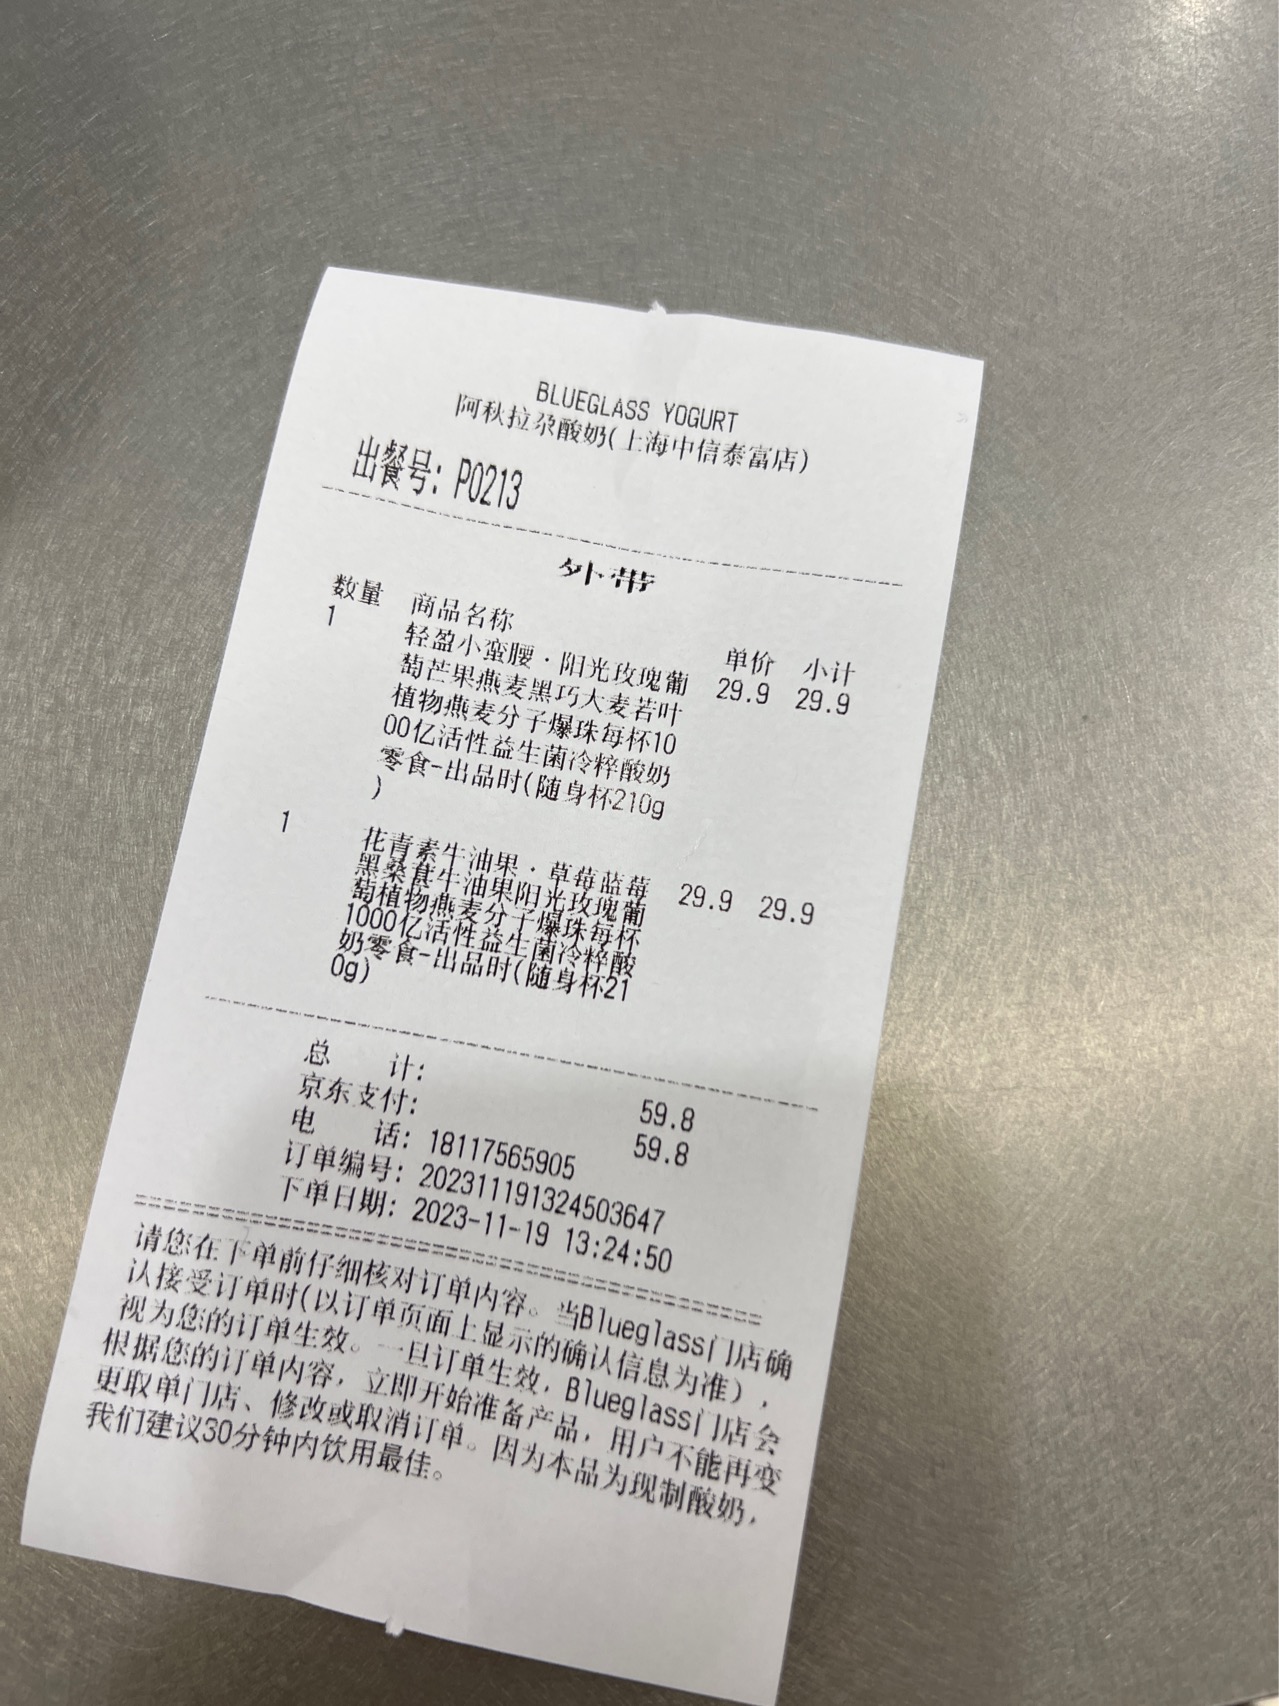 BLUEGLASS YOGURT
阿秋拉尕酸奶(上海中信泰富店)
出餐号: P0213
外带
数量 商品名称 单价 小计
1 轻盈小蛮腰·阳光玫瑰葡 29.9 29.9
萄芒果燕麦黑巧大麦若叶
植物燕麦分子爆珠每杯10
00亿活性益生菌冷粹酸奶
零食-出品时(随身杯210g
)
1 花青素牛油果·草莓蓝莓 29.9 29.9
黑桑葚牛油果阳光玫瑰葡
萄植物燕麦分子爆珠每杯
1000亿活性益生菌冷粹酸
奶零食-出品时(随身杯21
0g)
总 计: 59.8
京东支付: 59.8
电 话: 18117565905
订单编号: 202311191324503647
下单日期: 2023-11-19 13:24:50
请您在下单前仔细核对订单内容。当Blueglass门店确
认接受订单时(以订单页面上显示的确认信息为准),
视为您的订单生效。一旦订单生效,Blueglass门店会
根据您的订单内容,立即开始准备产品,用户不能再变
更取单门店、修改或取消订单。因为本品为现制酸奶,
我们建议30分钟内饮用最佳。